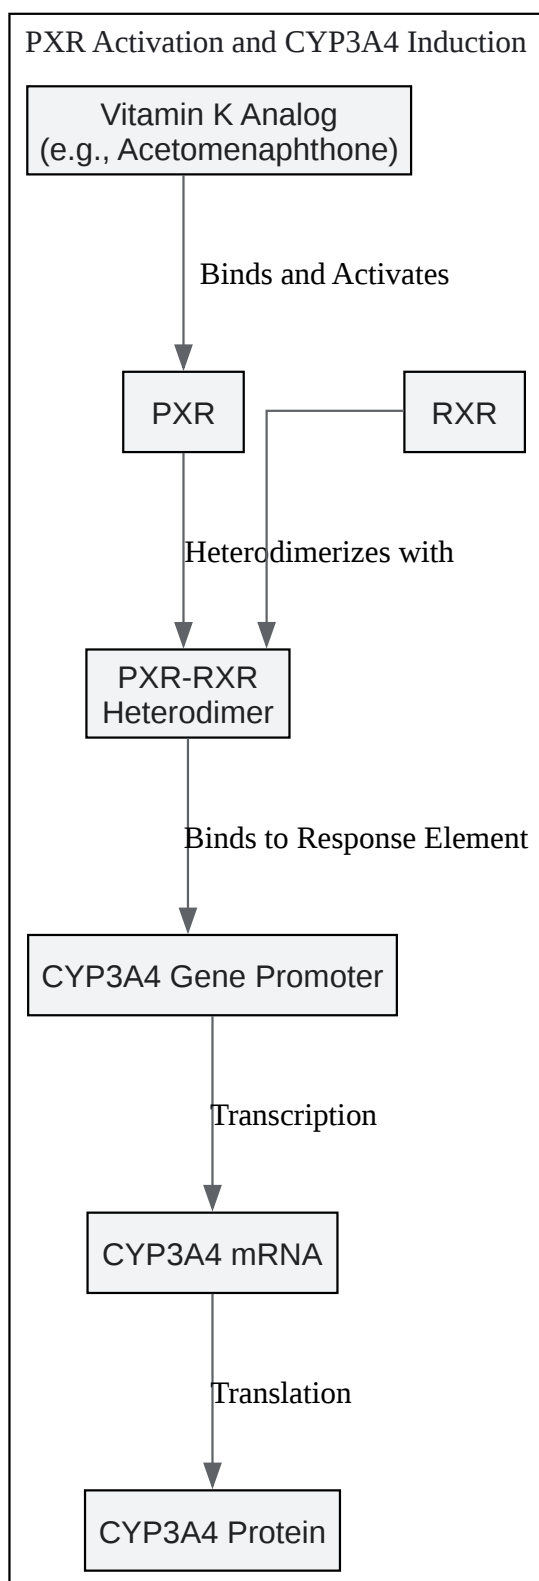 PXR Activation and CYP3A4 Induction
Vitamin K Analog
(e.g., Acetomenaphthone)
Binds and Activates
PXR
RXR
Heterodimerizes with
PXR-RXR
Heterodimer
Binds to Response Element
CYP3A4 Gene Promoter
Transcription
CYP3A4 mRNA
Translation
CYP3A4 Protein